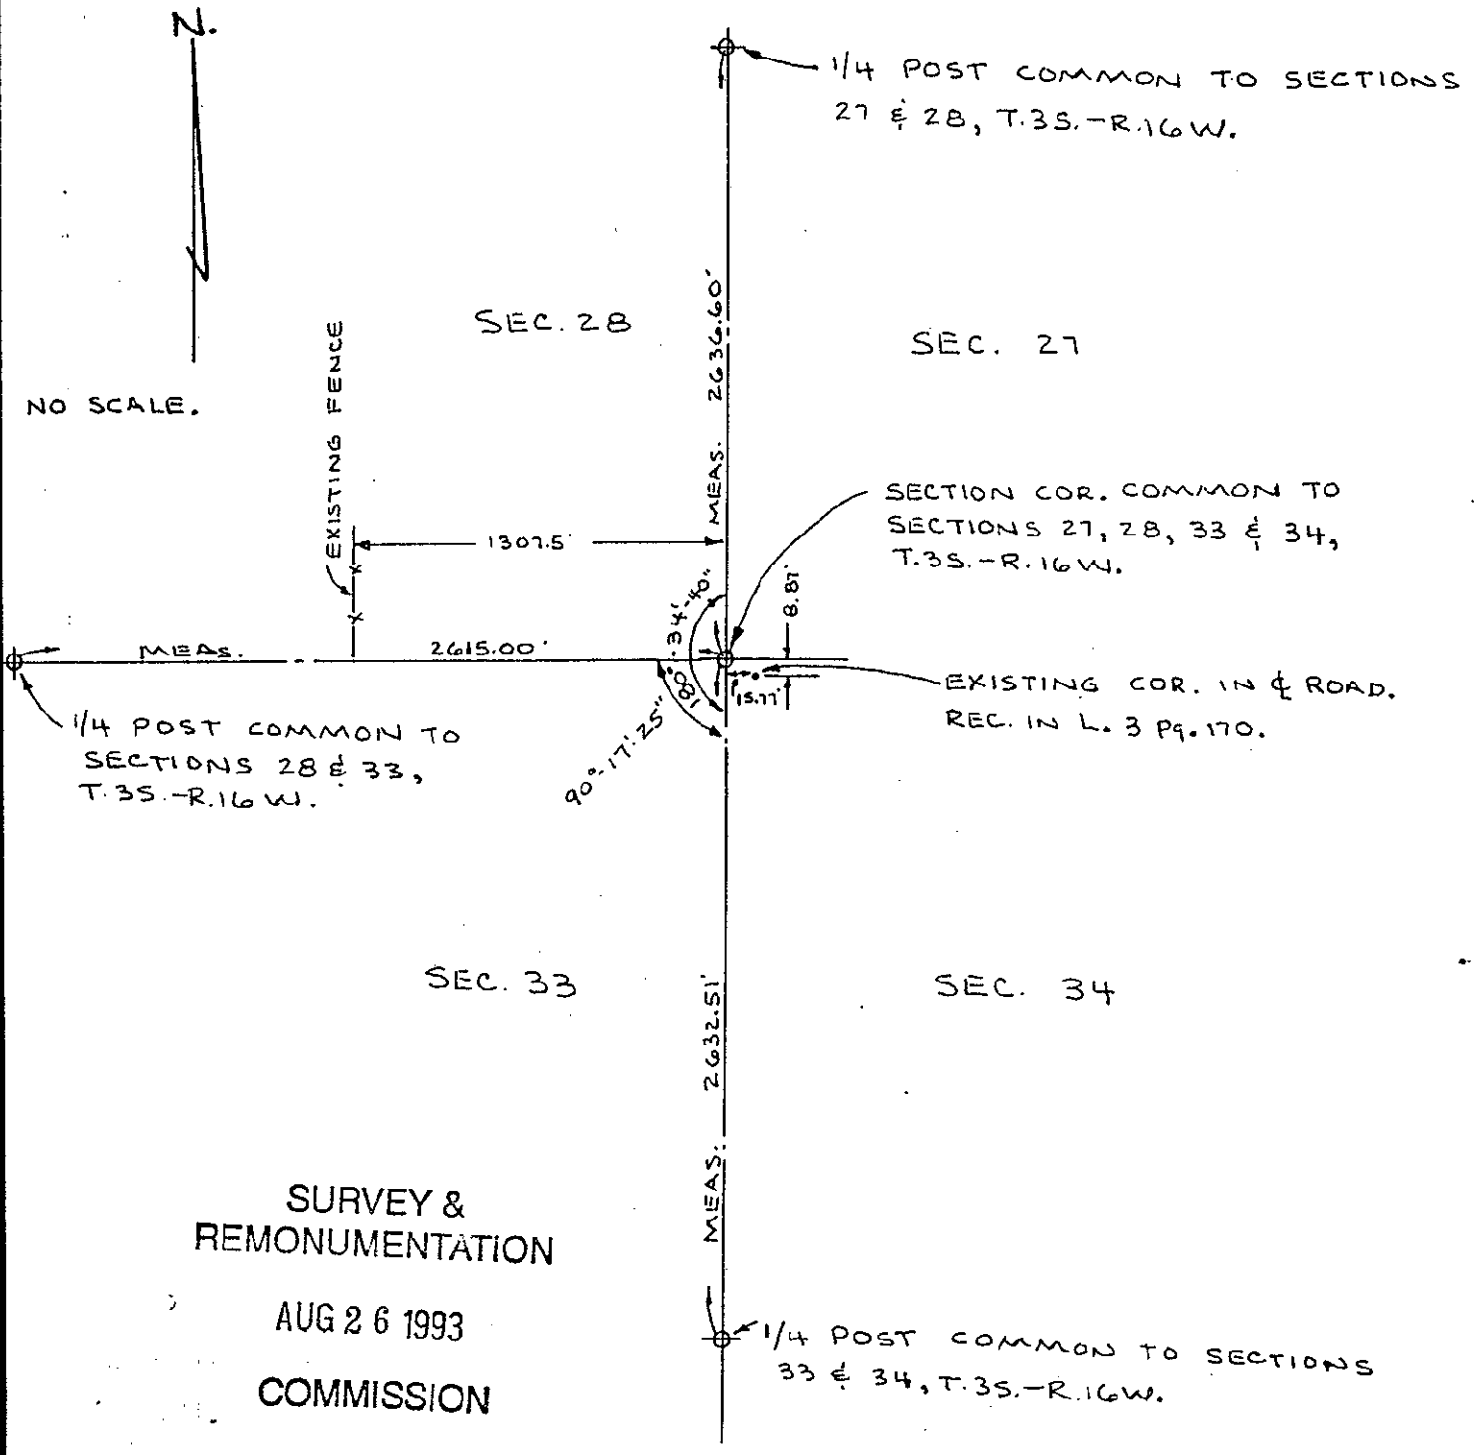 N.
1/4 POST COMMON TO SECTIONS
27 & 28, T.3S.-R.16W.
SEC. 28
SEC. 27
NO SCALE.
EXISTING FENCE
MEAS. 2636.60'
SECTION COR. COMMON TO
SECTIONS 27, 28, 33 & 34,
T.3S.-R.16W.
1307.5'
8.87'
180°-34'-40"
MEAS. 2615.00'
EXISTING COR. IN ℄ ROAD.
REC. IN L. 3 Pg. 170.
15.77'
90°-17'-25"
1/4 POST COMMON TO
SECTIONS 28 & 33,
T.3S.-R.16W.
SEC. 33
SEC. 34
MEAS. 2632.51'
SURVEY &
REMONUMENTATION
AUG 26 1993
COMMISSION
1/4 POST COMMON TO SECTIONS
33 & 34, T.3S.-R.16W.